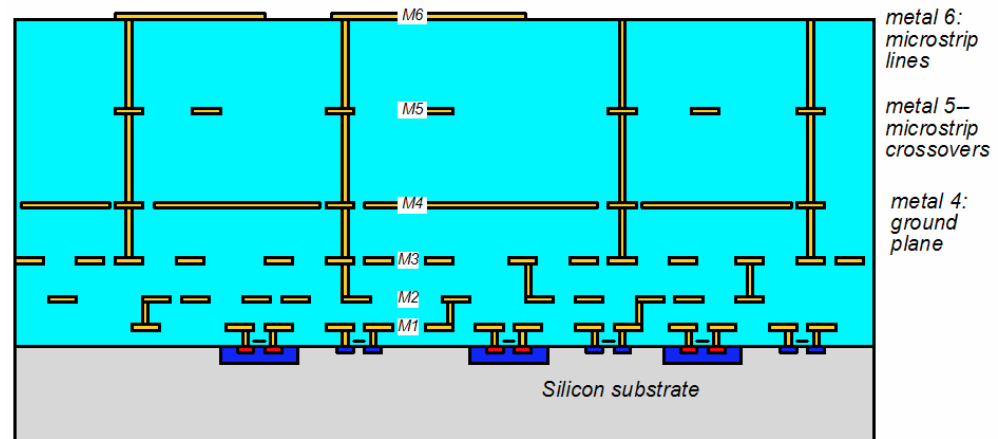 M6
metal 6:
microstrip
lines
M5
metal 5–
microstrip
crossovers
M4
metal 4:
ground
plane
M3
M2
M1
Silicon substrate